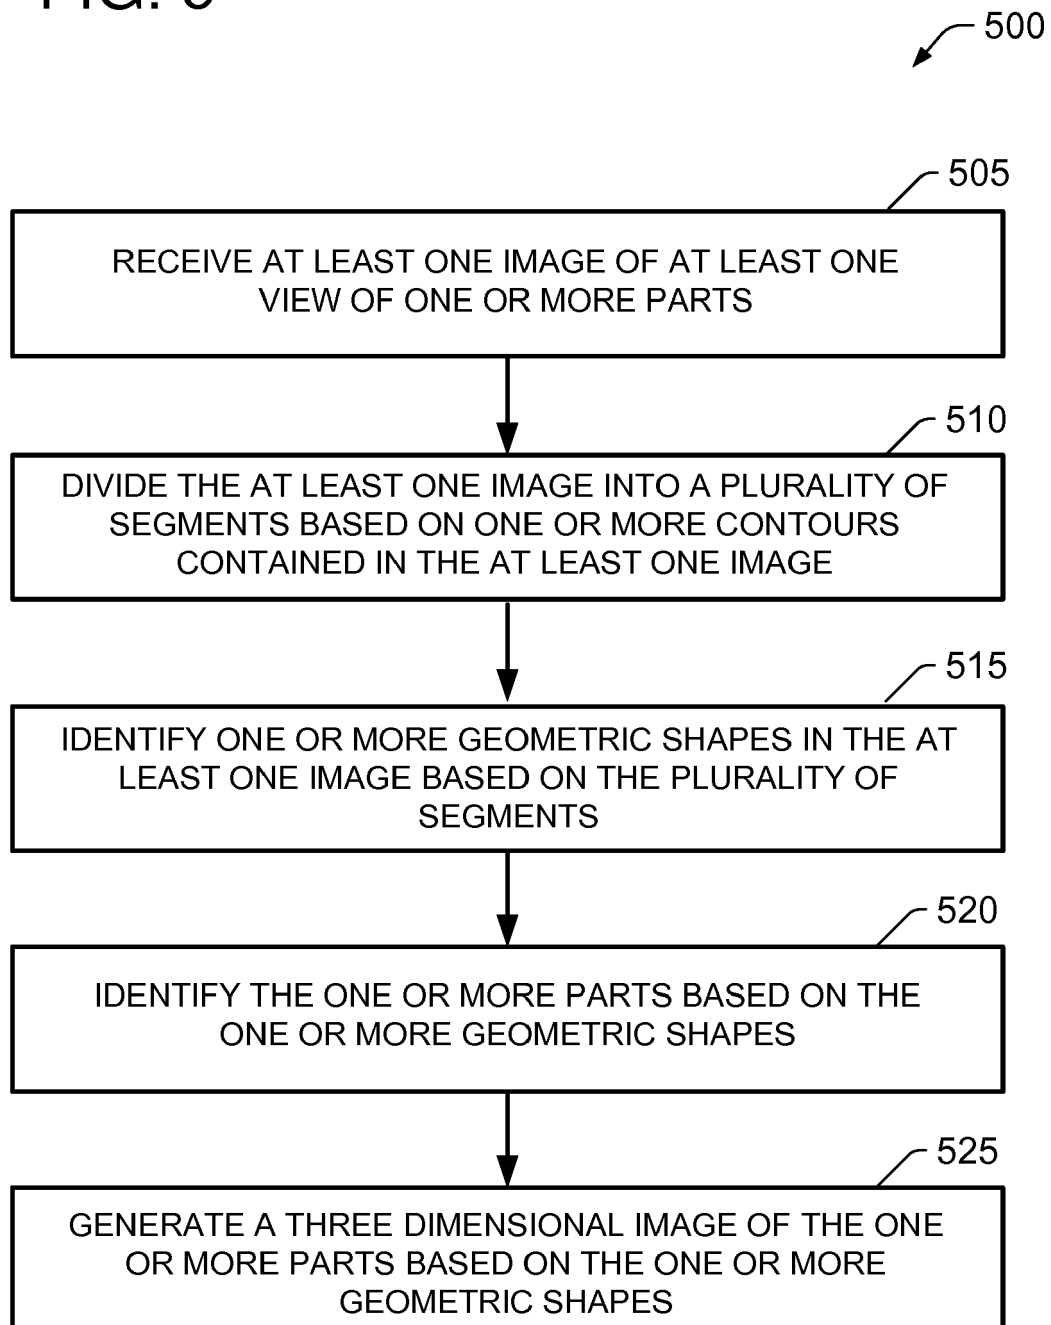 FIG.
500
505
RECEIVE AT LEAST ONE IMAGE OF AT LEAST ONE
VIEW OF ONE OR MORE PARTS
510
DIVIDE THE AT LEAST ONE IMAGE INTO A PLURALITY OF
SEGMENTS BASED ON ONE OR MORE CONTOURS
CONTAINED IN THE AT LEAST ONE IMAGE
515
IDENTIFY ONE OR MORE GEOMETRIC SHAPES IN THE AT
LEAST ONE IMAGE BASED ON THE PLURALITY OF
SEGMENTS
520
IDENTIFY THE ONE OR MORE PARTS BASED ON THE
ONE OR MORE GEOMETRIC SHAPES
525
GENERATE A THREE DIMENSIONAL IMAGE OF THE ONE
OR MORE PARTS BASED ON THE ONE OR MORE
GEOMETRIC SHAPES